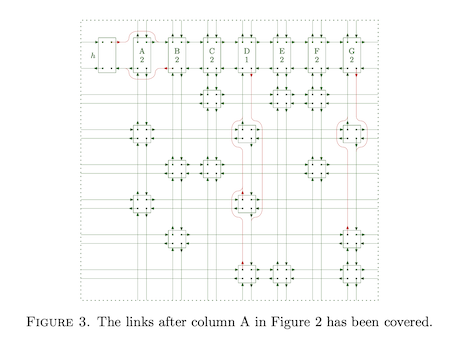 h
A B C D E F G
2 2 2 1 2 2 2
FIGURE 3. The links after column A in Figure 2 has been covered.